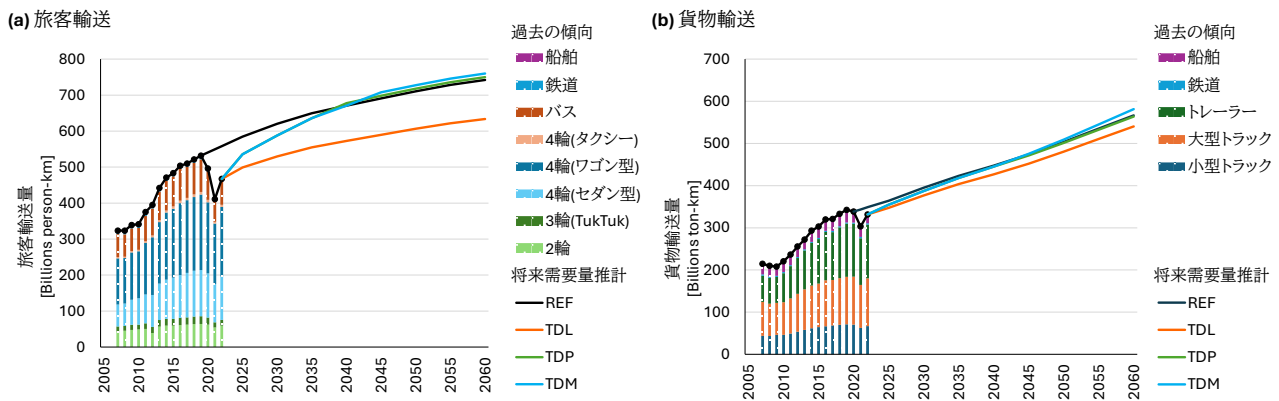 (a) 旅客輸送
800
700
600
500
400
300
200
100
0
旅客輸送量
[Billions person-km]
2005
2010
2015
2020
2025
2030
2035
2040
2045
2050
2055
2060
過去の傾向
船舶
鉄道
バス
4輪(タクシー)
4輪(ワゴン型)
4輪(セダン型)
3輪(TukTuk)
2輪
将来需要量推計
REF
TDL
TDP
TDM
(b) 貨物輸送
700
600
500
400
300
200
100
0
貨物輸送量
[Billions ton-km]
2005
2010
2015
2020
2025
2030
2035
2040
2045
2050
2055
2060
過去の傾向
船舶
鉄道
トレーラー
大型トラック
小型トラック
将来需要量推計
REF
TDL
TDP
TDM